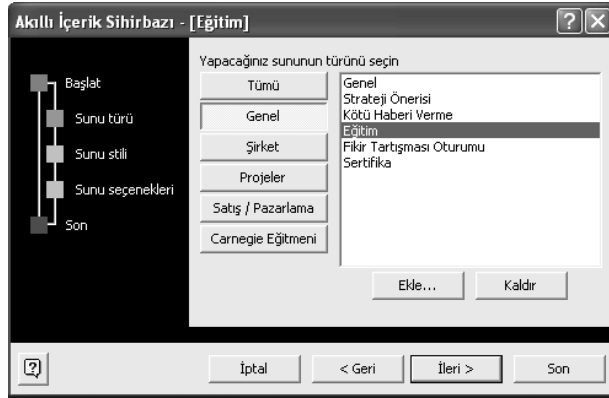 Akıllı İçerik Sihirbazı - [Eğitim]
Başlat
Sunu türü
Sunu stili
Sunu seçenekleri
Son
Yapacağınız sununun türünü seçin
Tümü
Genel
Şirket
Projeler
Satış / Pazarlama
Carnegie Eğitmeni
Genel
Strateji Önerisi
Kötü Haberi Verme
Eğitim
Fikir Tartışması Oturumu
Sertifika
Ekle...
Kaldır
İptal
< Geri
İleri >
Son